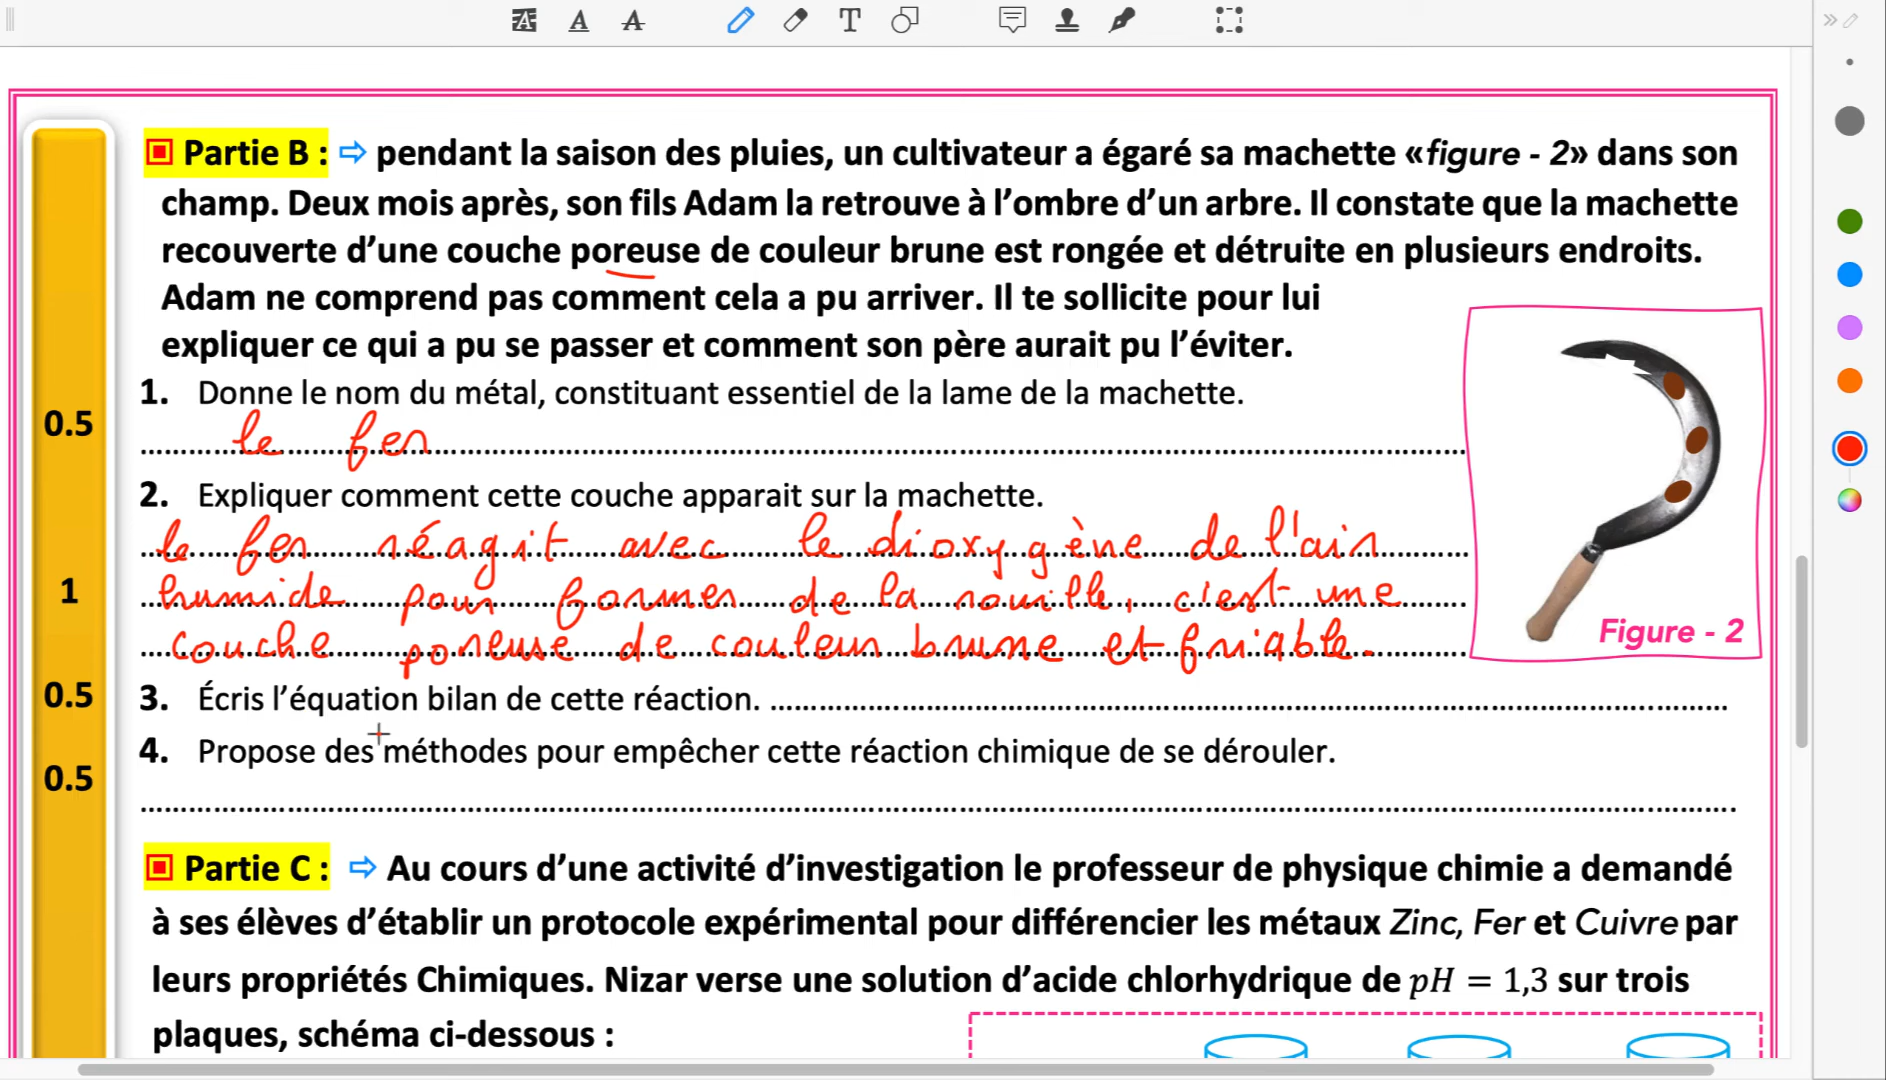 Partie B : ⇨ pendant la saison des pluies, un cultivateur a égaré sa machette «figure - 2» dans son
champ. Deux mois après, son fils Adam la retrouve à l’ombre d’un arbre. Il constate que la machette
recouverte d’une couche poreuse de couleur brune est rongée et détruite en plusieurs endroits.
Adam ne comprend pas comment cela a pu arriver. Il te sollicite pour lui
expliquer ce qui a pu se passer et comment son père aurait pu l’éviter.
1. Donne le nom du métal, constituant essentiel de la lame de la machette.
0.5
le fer
2. Expliquer comment cette couche apparait sur la machette.
le fer réagit avec le dioxygène de l'air
1
humide pour former de la rouille, c'est une
couche poreuse de couleur brune et friable.
Figure - 2
0.5
3. Écris l’équation bilan de cette réaction.
4. Propose des méthodes pour empêcher cette réaction chimique de se dérouler.
0.5
Partie C : ⇨ Au cours d’une activité d’investigation le professeur de physique chimie a demandé
à ses élèves d’établir un protocole expérimental pour différencier les métaux Zinc, Fer et Cuivre par
leurs propriétés Chimiques. Nizar verse une solution d’acide chlorhydrique de pH = 1,3 sur trois
plaques, schéma ci-dessous :